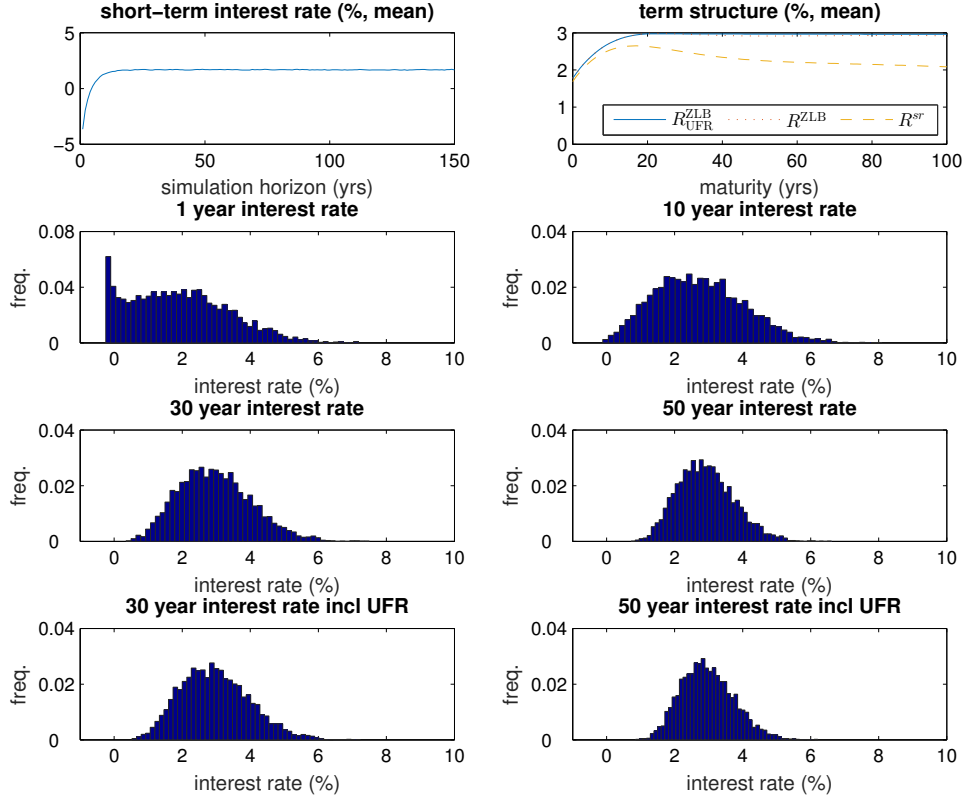 short−term interest rate (%, mean)
5
0
−5
0 50 100 150
simulation horizon (yrs)
term structure (%, mean)
3
2
1
0
R^ZLB_UFR R^ZLB R^sr
0 20 40 60 80 100
maturity (yrs)
1 year interest rate
0.08
0.04
0
freq.
0 2 4 6 8 10
interest rate (%)
10 year interest rate
0.04
0.02
0
freq.
0 2 4 6 8 10
interest rate (%)
30 year interest rate
0.04
0.02
0
freq.
0 2 4 6 8 10
interest rate (%)
50 year interest rate
0.04
0.02
0
freq.
0 2 4 6 8 10
interest rate (%)
30 year interest rate incl UFR
0.04
0.02
0
freq.
0 2 4 6 8 10
interest rate (%)
50 year interest rate incl UFR
0.04
0.02
0
freq.
0 2 4 6 8 10
interest rate (%)